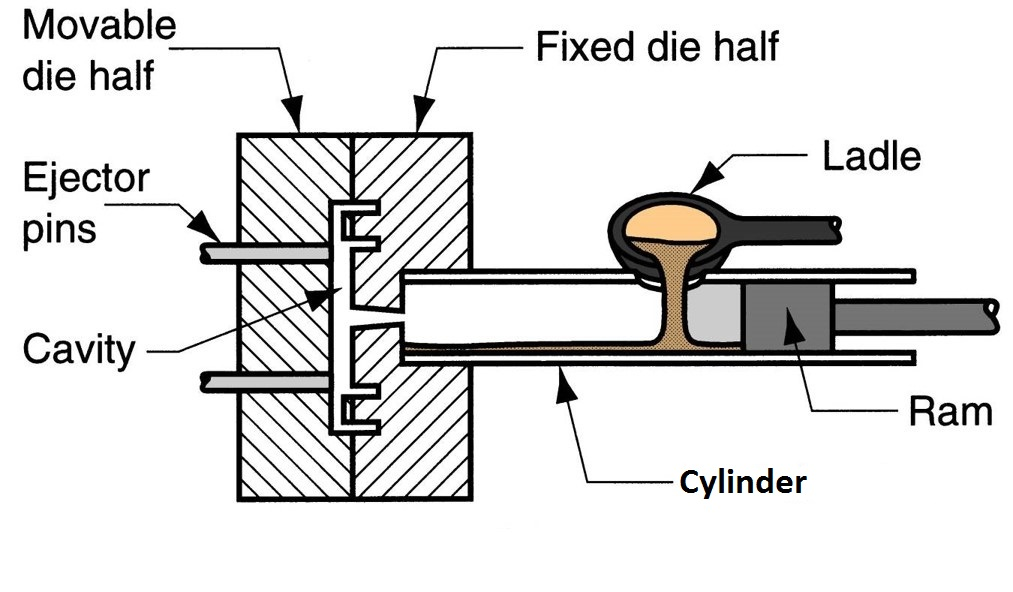 Movable
die half
Fixed die half
Ladle
Ejector
pins
Cavity
Ram
Cylinder